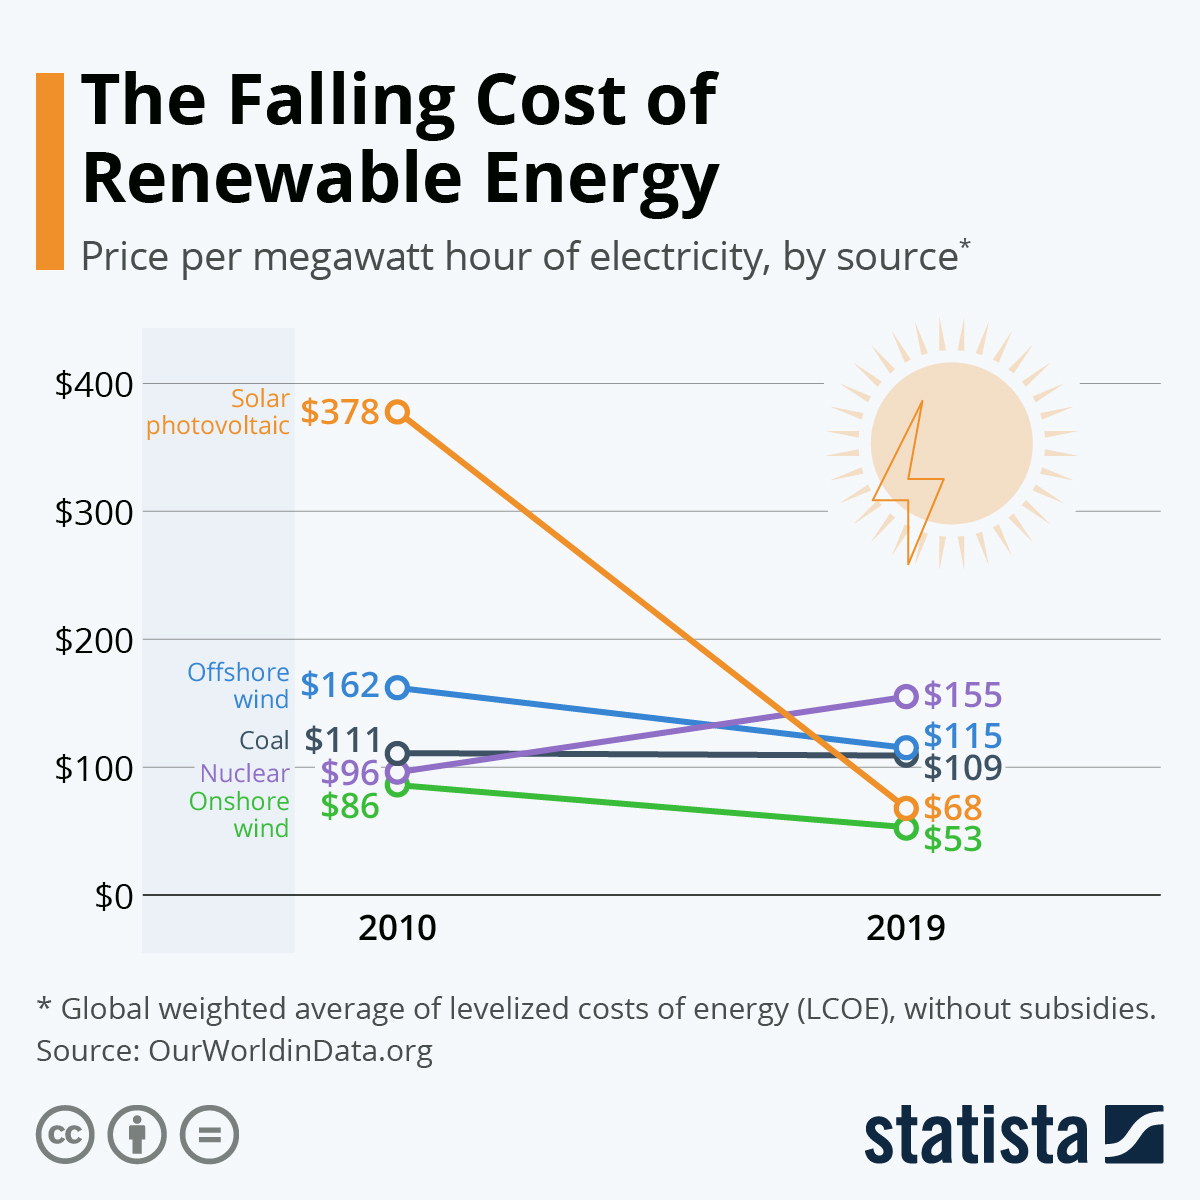 The Falling Cost of
Renewable Energy
Price per megawatt hour of electricity, by source*
$400
$300
$200
$100
$0
Solar
photovoltaic
$378
Offshore
wind
$162
Coal
$111
Nuclear
$96
Onshore
wind
$86
$155
$115
$109
$68
$53
2010
2019
* Global weighted average of levelized costs of energy (LCOE), without subsidies.
Source: OurWorldinData.org
cc
statista